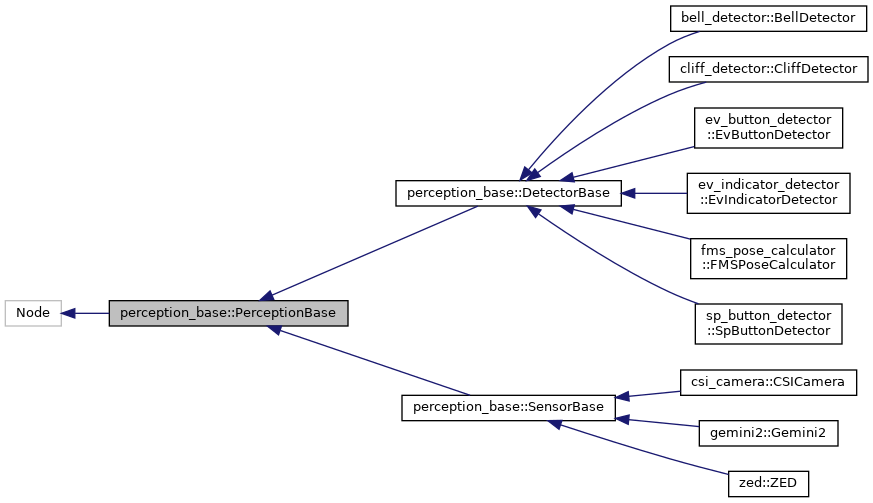 bell_detector::BellDetector
cliff_detector::CliffDetector
ev_button_detector
::EvButtonDetector
perception_base::DetectorBase
ev_indicator_detector
::EvIndicatorDetector
fms_pose_calculator
::FMSPoseCalculator
Node
perception_base::PerceptionBase
sp_button_detector
::SpButtonDetector
csi_camera::CSICamera
perception_base::SensorBase
gemini2::Gemini2
zed::ZED